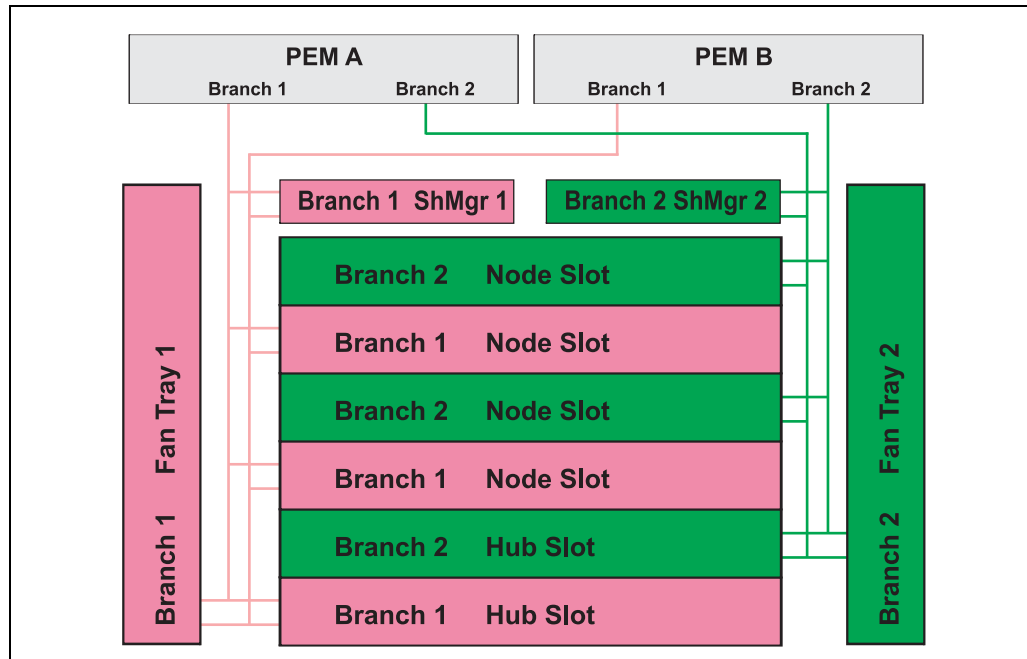 PEM A
Branch 1 Branch 2
PEM B
Branch 1 Branch 2
Branch 1 ShMgr 1
Branch 2 ShMgr 2
Branch 2 Node Slot
Branch 1 Node Slot
Branch 2 Node Slot
Branch 1 Node Slot
Branch 2 Hub Slot
Branch 1 Hub Slot
Branch 1 Fan Tray 1
Branch 2 Fan Tray 2